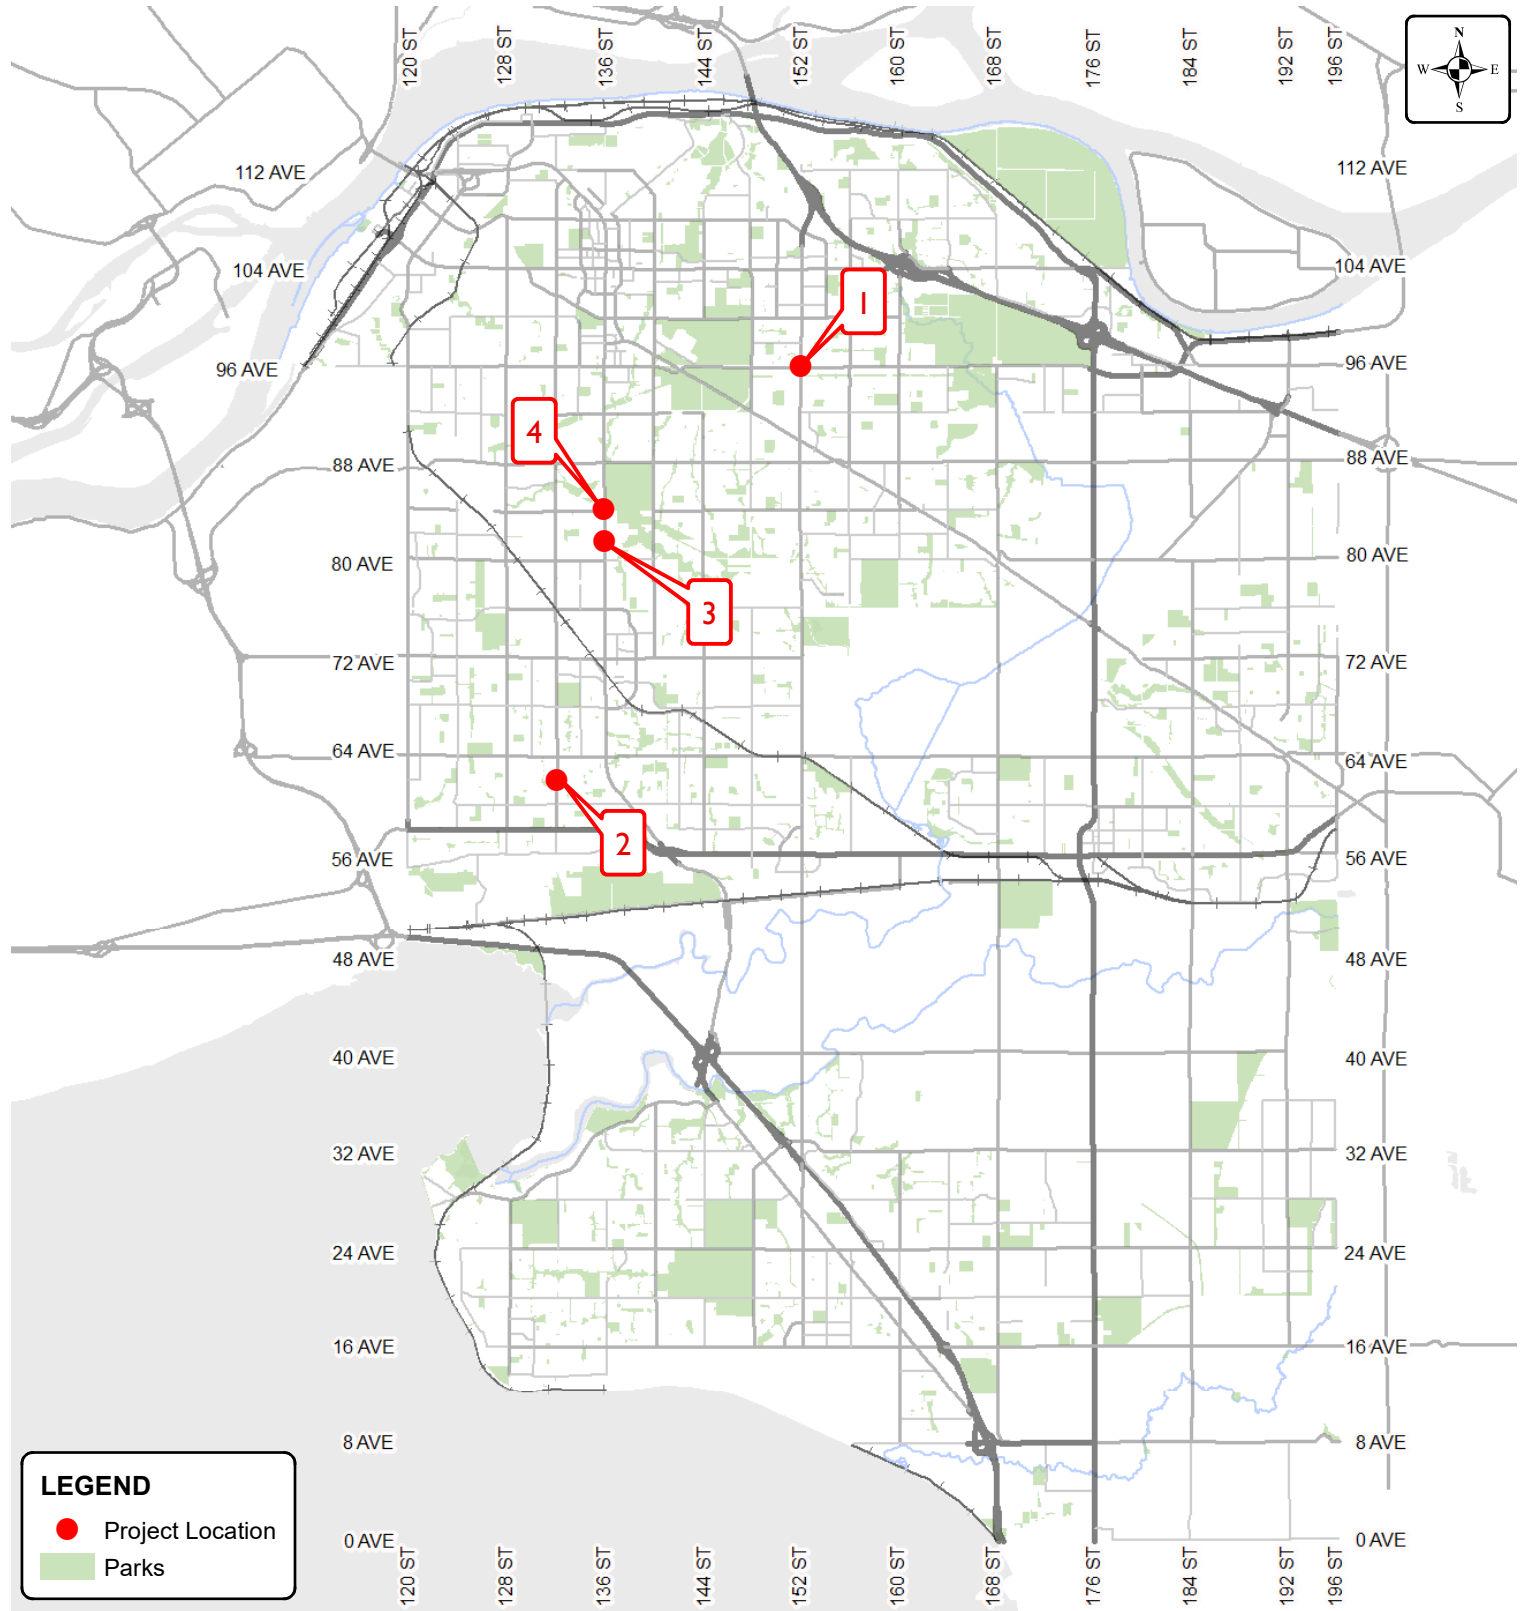 120 ST
128 ST
136 ST
144 ST
152 ST
160 ST
168 ST
176 ST
184 ST
192 ST
196 ST
N
W E
S
112 AVE
112 AVE
104 AVE
104 AVE
1
96 AVE
96 AVE
4
88 AVE
88 AVE
80 AVE
80 AVE
3
72 AVE
72 AVE
64 AVE
64 AVE
2
56 AVE
56 AVE
48 AVE
48 AVE
40 AVE
40 AVE
32 AVE
32 AVE
24 AVE
24 AVE
16 AVE
16 AVE
8 AVE
8 AVE
0 AVE
0 AVE
LEGEND
Project Location
Parks
120 ST
128 ST
136 ST
144 ST
152 ST
160 ST
168 ST
176 ST
184 ST
192 ST
196 ST